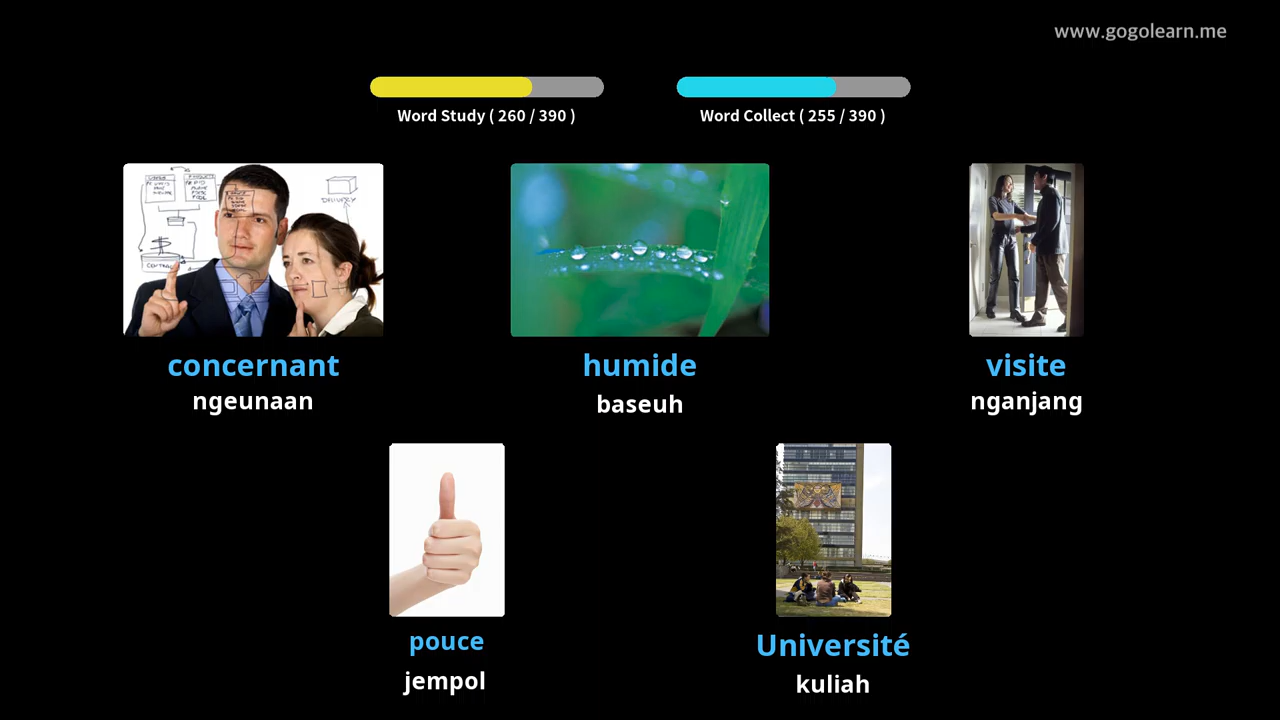 www.gogolearn.me
Word Study ( 260 / 390 )
Word Collect ( 255 / 390 )
DELIVERY
concernant
humide
visite
ngeunaan
baseuh
nganjang
pouce
Université
jempol
kuliah